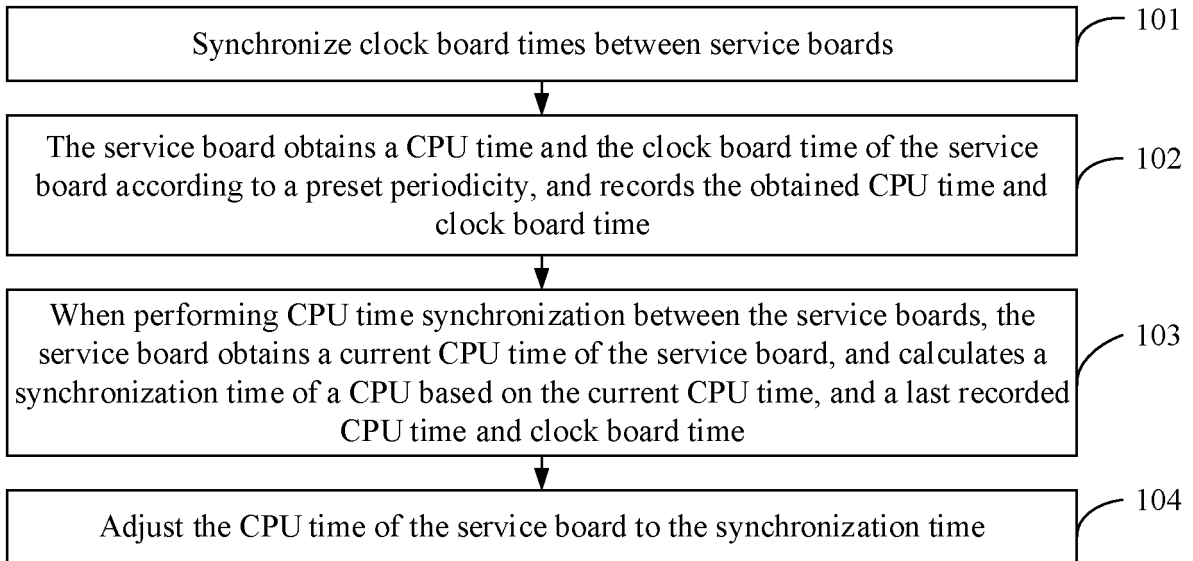 Synchronize clock board times between service boards
101
The service board obtains a CPU time and the clock board time of the service
board according to a preset periodicity, and records the obtained CPU time and
clock board time
102
When performing CPU time synchronization between the service boards, the
service board obtains a current CPU time of the service board, and calculates a
synchronization time of a CPU based on the current CPU time, and a last recorded
CPU time and clock board time
103
Adjust the CPU time of the service board to the synchronization time
104